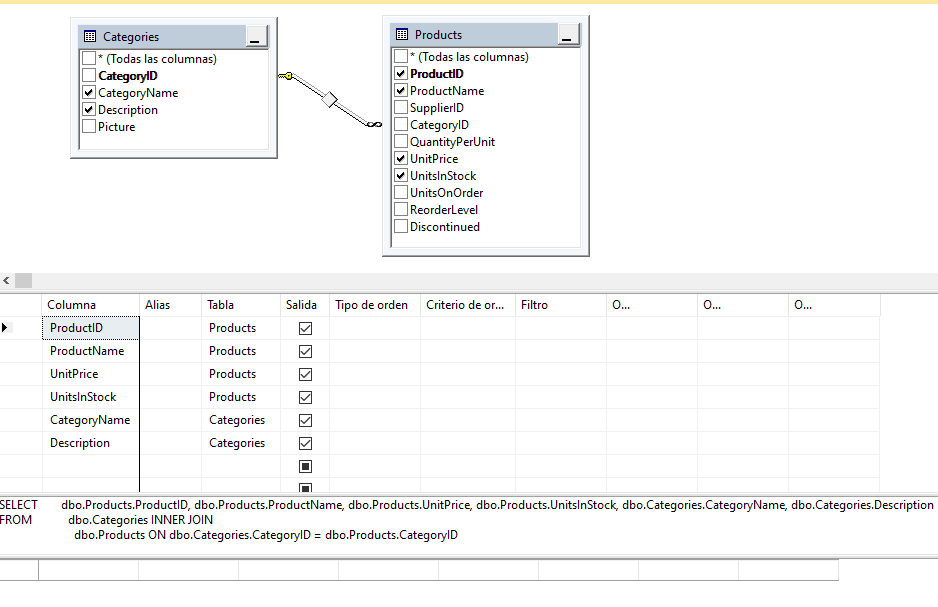 Categories
* (Todas las columnas)
CategoryID
CategoryName
Description
Picture
Products
* (Todas las columnas)
ProductID
ProductName
SupplierID
CategoryID
QuantityPerUnit
UnitPrice
UnitsInStock
UnitsOnOrder
ReorderLevel
Discontinued
Columna Alias Tabla Salida Tipo de orden Criterio de or... Filtro O... O... O...
ProductID Products
ProductName Products
UnitPrice Products
UnitsInStock Products
CategoryName Categories
Description Categories
SELECT dbo.Products.ProductID, dbo.Products.ProductName, dbo.Products.UnitPrice, dbo.Products.UnitsInStock, dbo.Categories.CategoryName, dbo.Categories.Description
FROM dbo.Categories INNER JOIN
dbo.Products ON dbo.Categories.CategoryID = dbo.Products.CategoryID